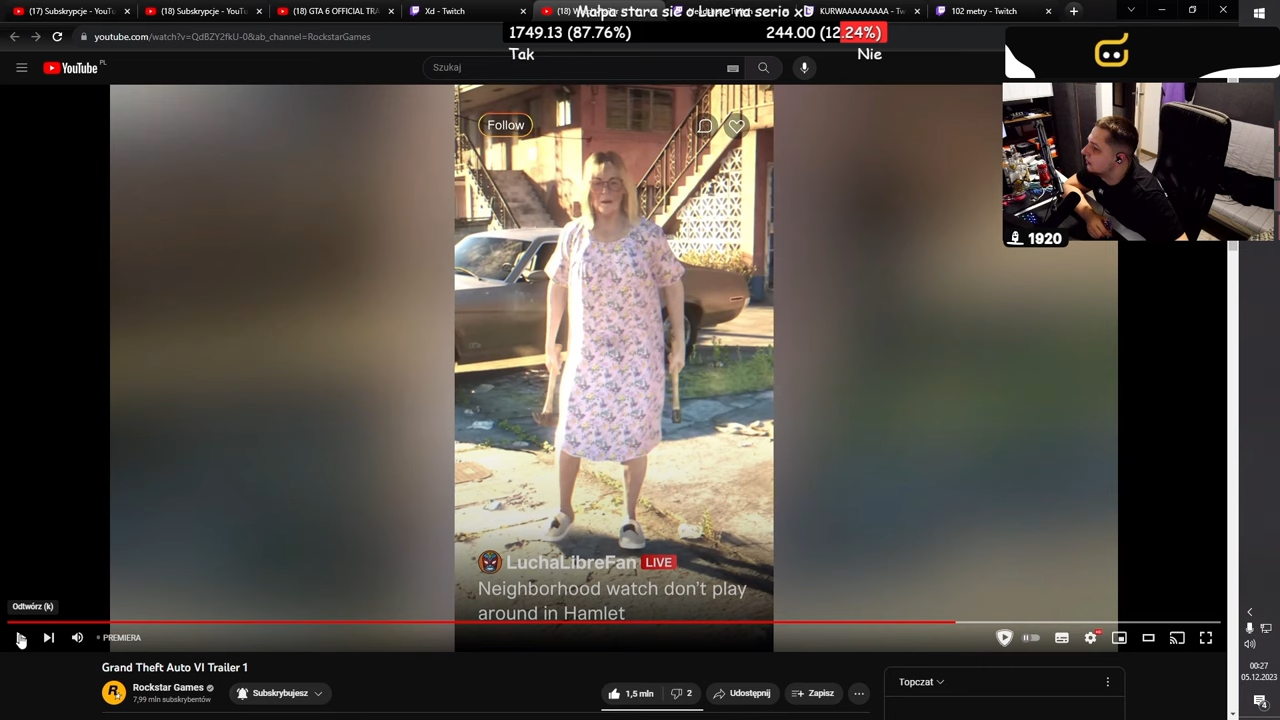 (17) Subskrypcje - YouTu
(18) Subskrypcje - YouTu
(18) GTA 6 OFFICIAL TRA
Xd - Twitch
KURWAAAAAAAAA - Tw
102 metry - Twitch
Małpa stara się o Lune na serio xD
1749.13 (87.76%)
244.00 (12.24%)
Tak
Nie
youtube.com/watch?v=QdBZY2fkU-0&ab_channel=RockstarGames
YouTube PL
Szukaj
Follow
1920
LuchaLibreFan LIVE
Neighborhood watch don't play
around in Hamlet
Odtwórz (k)
PREMIERA
Grand Theft Auto VI Trailer 1
Rockstar Games
7,99 mln subskrybentów
Subskrybujesz
1,5 mln
2
Udostępnij
Zapisz
Topczat
00:27
05.12.2023
4